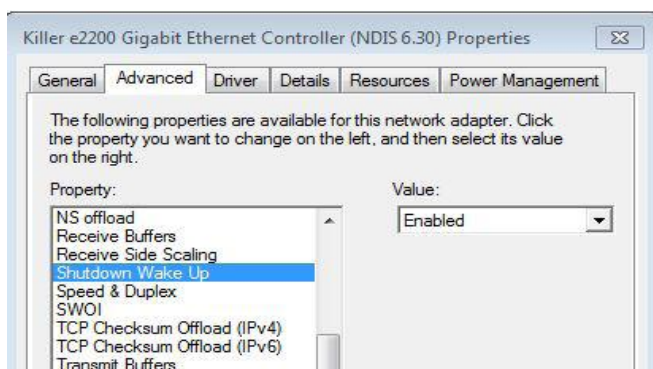 Killer e2200 Gigabit Ethernet Controller (NDIS 6.30) Properties
General Advanced Driver Details Resources Power Management
The following properties are available for this network adapter. Click
the property you want to change on the left, and then select its value
on the right.
Property:
Value:
NS offload
Enabled
Receive Buffers
Receive Side Scaling
Shutdown Wake Up
Speed & Duplex
SWOI
TCP Checksum Offload (IPv4)
TCP Checksum Offload (IPv6)
Transmit Buffers